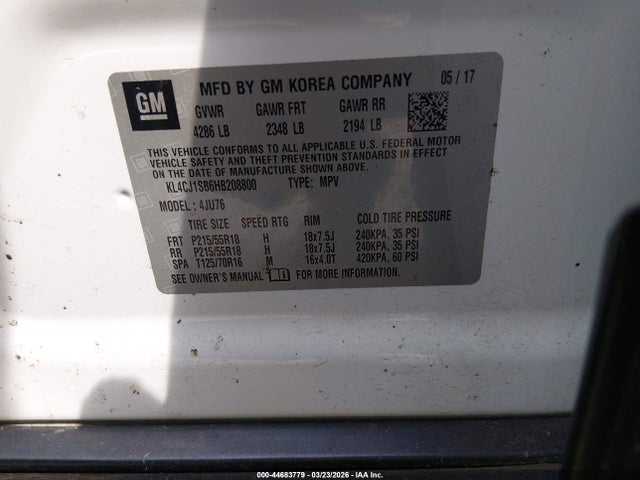 GM
MFD BY GM KOREA COMPANY 05 / 17
GVWR GAWR FRT GAWR RR
4286 LB 2348 LB 2194 LB
THIS VEHICLE CONFORMS TO ALL APPLICABLE U.S. FEDERAL MOTOR
VEHICLE SAFETY AND THEFT PREVENTION STANDARDS IN EFFECT
ON THE DATE OF MANUFACTURE SHOWN ABOVE.
KL4CJ1SB6HB208800 TYPE: MPV
MODEL : 4JU76
TIRE SIZE SPEED RTG RIM COLD TIRE PRESSURE
FRT P215/55R18 H 18x7.5J 240KPA, 35 PSI
RR P215/55R18 H 18x7.5J 240KPA, 35 PSI
SPA T125/70R16 M 16x4.0T 420KPA, 60 PSI
SEE OWNER'S MANUAL FOR MORE INFORMATION.
000-44683779 - 03/23/2026 - IAA Inc.